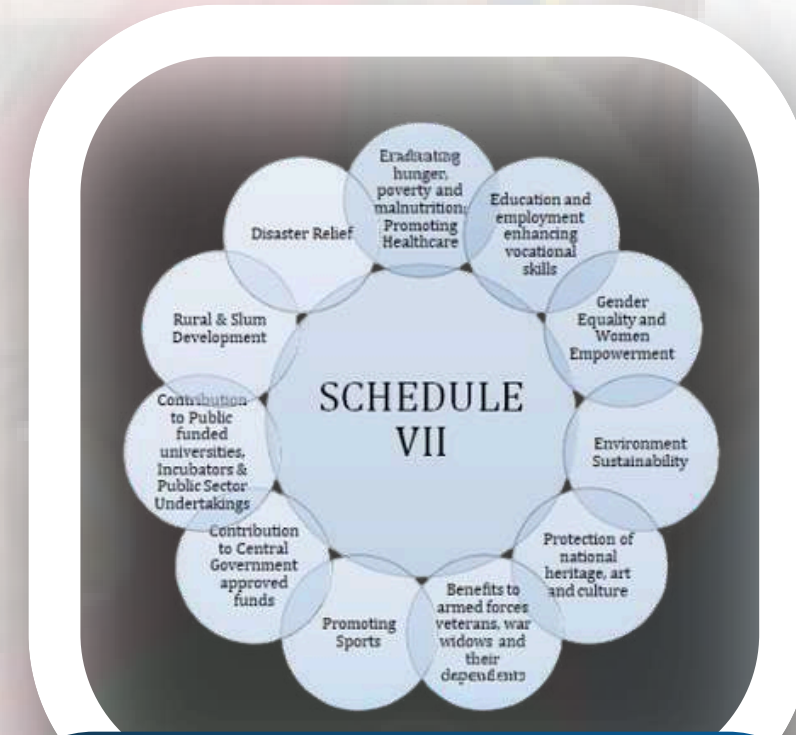 SCHEDULE
VII
Eradicating
hunger,
poverty and
malnutrition;
Promoting
Healthcare
Education and
employment
enhancing
vocational
skills
Gender
Equality and
Women
Empowerment
Environment
Sustainability
Protection of
national
heritage, art
and culture
Benefits to
armed forces
veterans, war
widows and
their
dependents
Promoting
Sports
Contribution
to Central
Government
approved
funds
Contribution
to Public
funded
universities,
Incubators &
Public Sector
Undertakings
Rural & Slum
Development
Disaster Relief